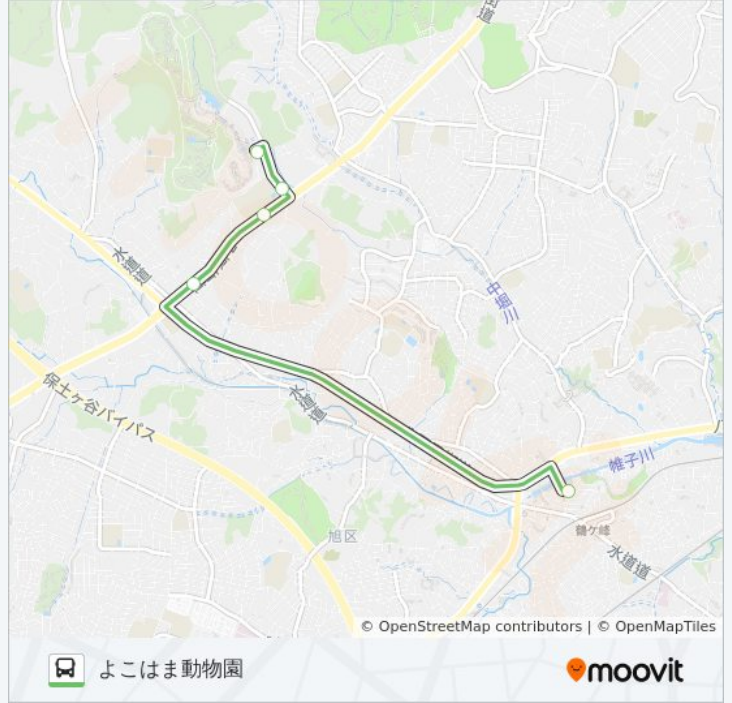 街道
水道道
中堀川
保土ヶ谷バイパス
水道道
帷子川
鶴ケ峰
旭区
水道道
© OpenStreetMap contributors | © OpenMapTiles
よこはま動物園
moovit